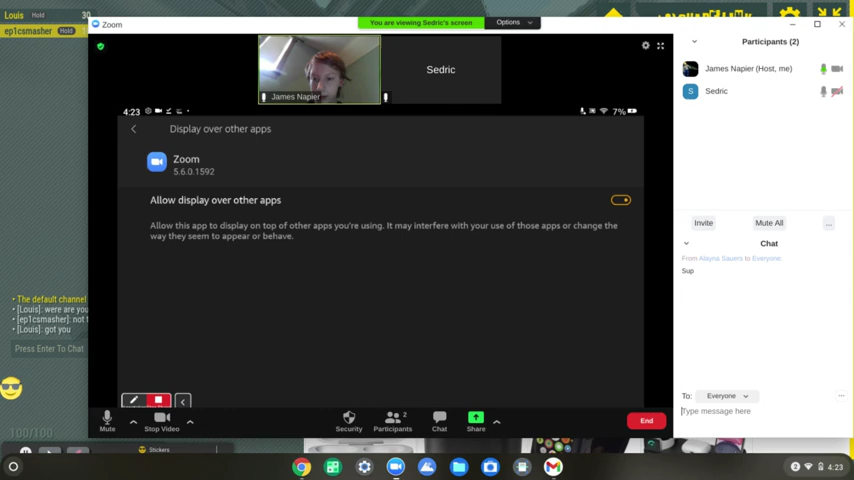 Louis Hold 30
ep1csmasher Hold
Zoom
You are viewing Sedric's screen
Options
James Napier
Sedric
4:23
7%
Display over other apps
Zoom
5.6.0.1592
Allow display over other apps
Allow this app to display on top of other apps you're using. It may interfere with your use of those apps or change the
way they seem to appear or behave.
Mute
Stop Video
Security
Participants
2
Chat
Share
End
Participants (2)
James Napier (Host, me)
S Sedric
Invite
Mute All
...
Chat
From Alayna Sauers to Everyone:
Sup
To: Everyone
...
Type message here
• The default channel
• [Louis]: were are you
• [ep1csmasher]: not
• [Louis]: got you
Press Enter To Chat
100/100
Stickers
2
4:23